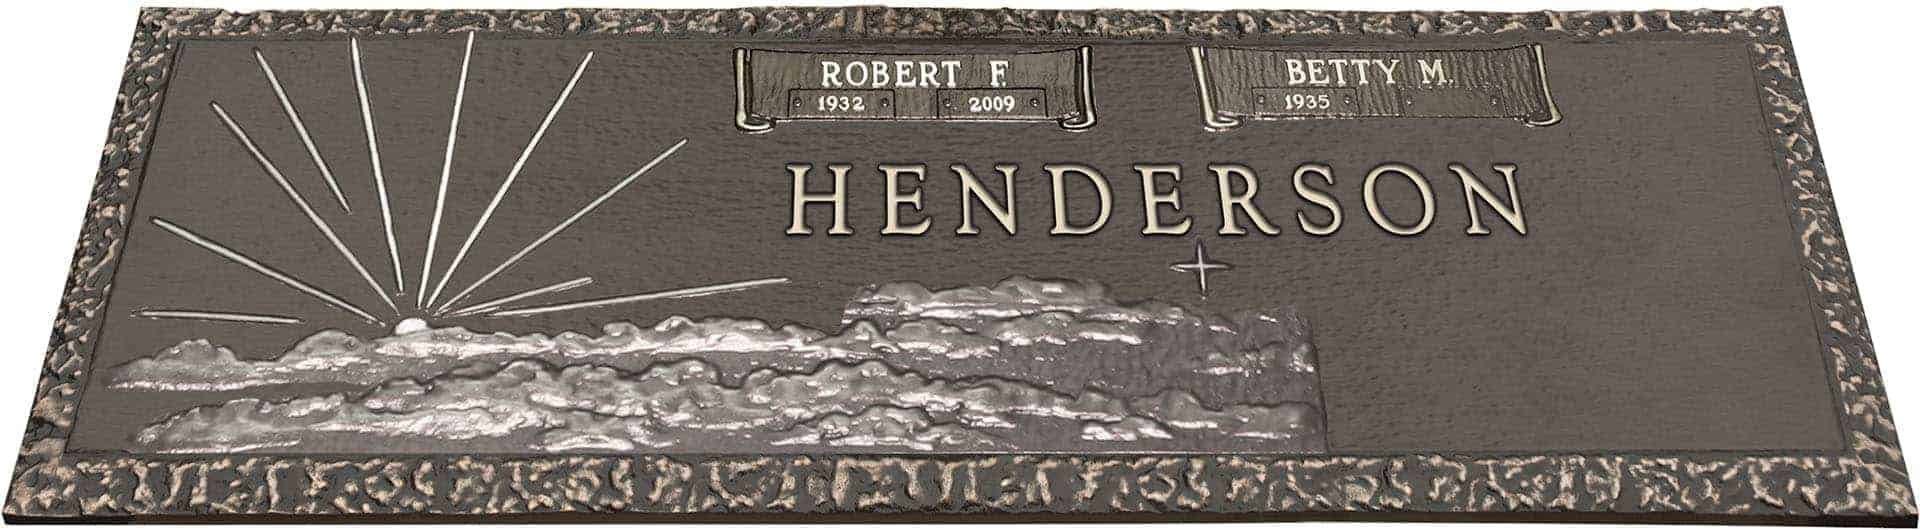 ROBERT F.
1932 2009
BETTY M.
1935
HENDERSON